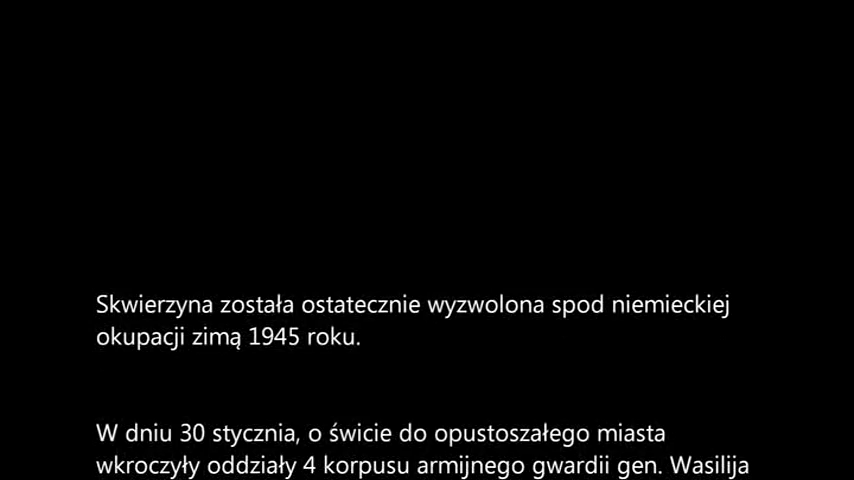 Skwierzyna została ostatecznie wyzwolona spod niemieckiej
okupacji zimą 1945 roku.
W dniu 30 stycznia, o świcie do opustoszałego miasta
wkroczyły oddziały 4 korpusu armijnego gwardii gen. Wasilija